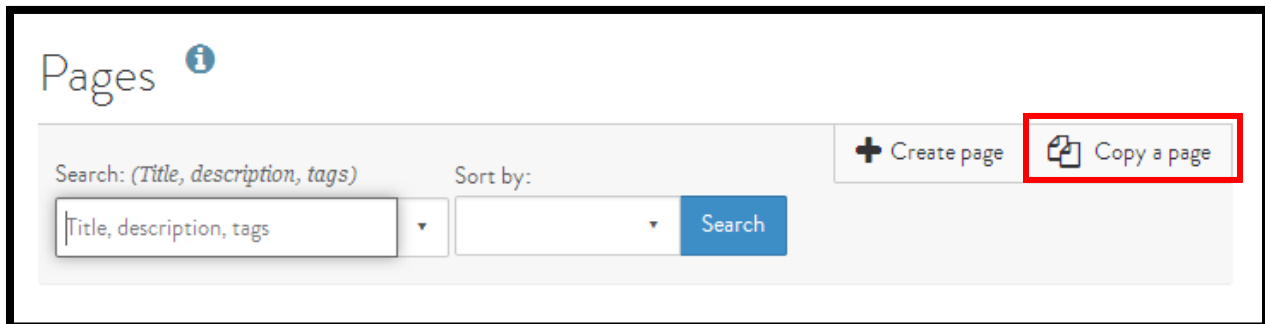 Pages
Create page
Copy a page
Search: (Title, description, tags)
Sort by:
Title, description, tags
Search